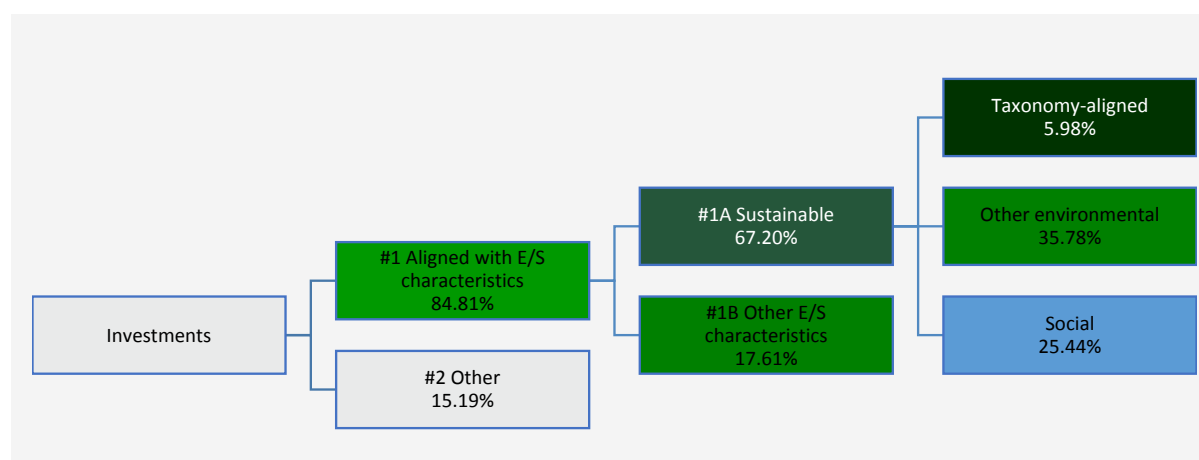 Investments
#1 Aligned with E/S
characteristics
84.81%
#2 Other
15.19%
#1A Sustainable
67.20%
#1B Other E/S
characteristics
17.61%
Taxonomy-aligned
5.98%
Other environmental
35.78%
Social
25.44%